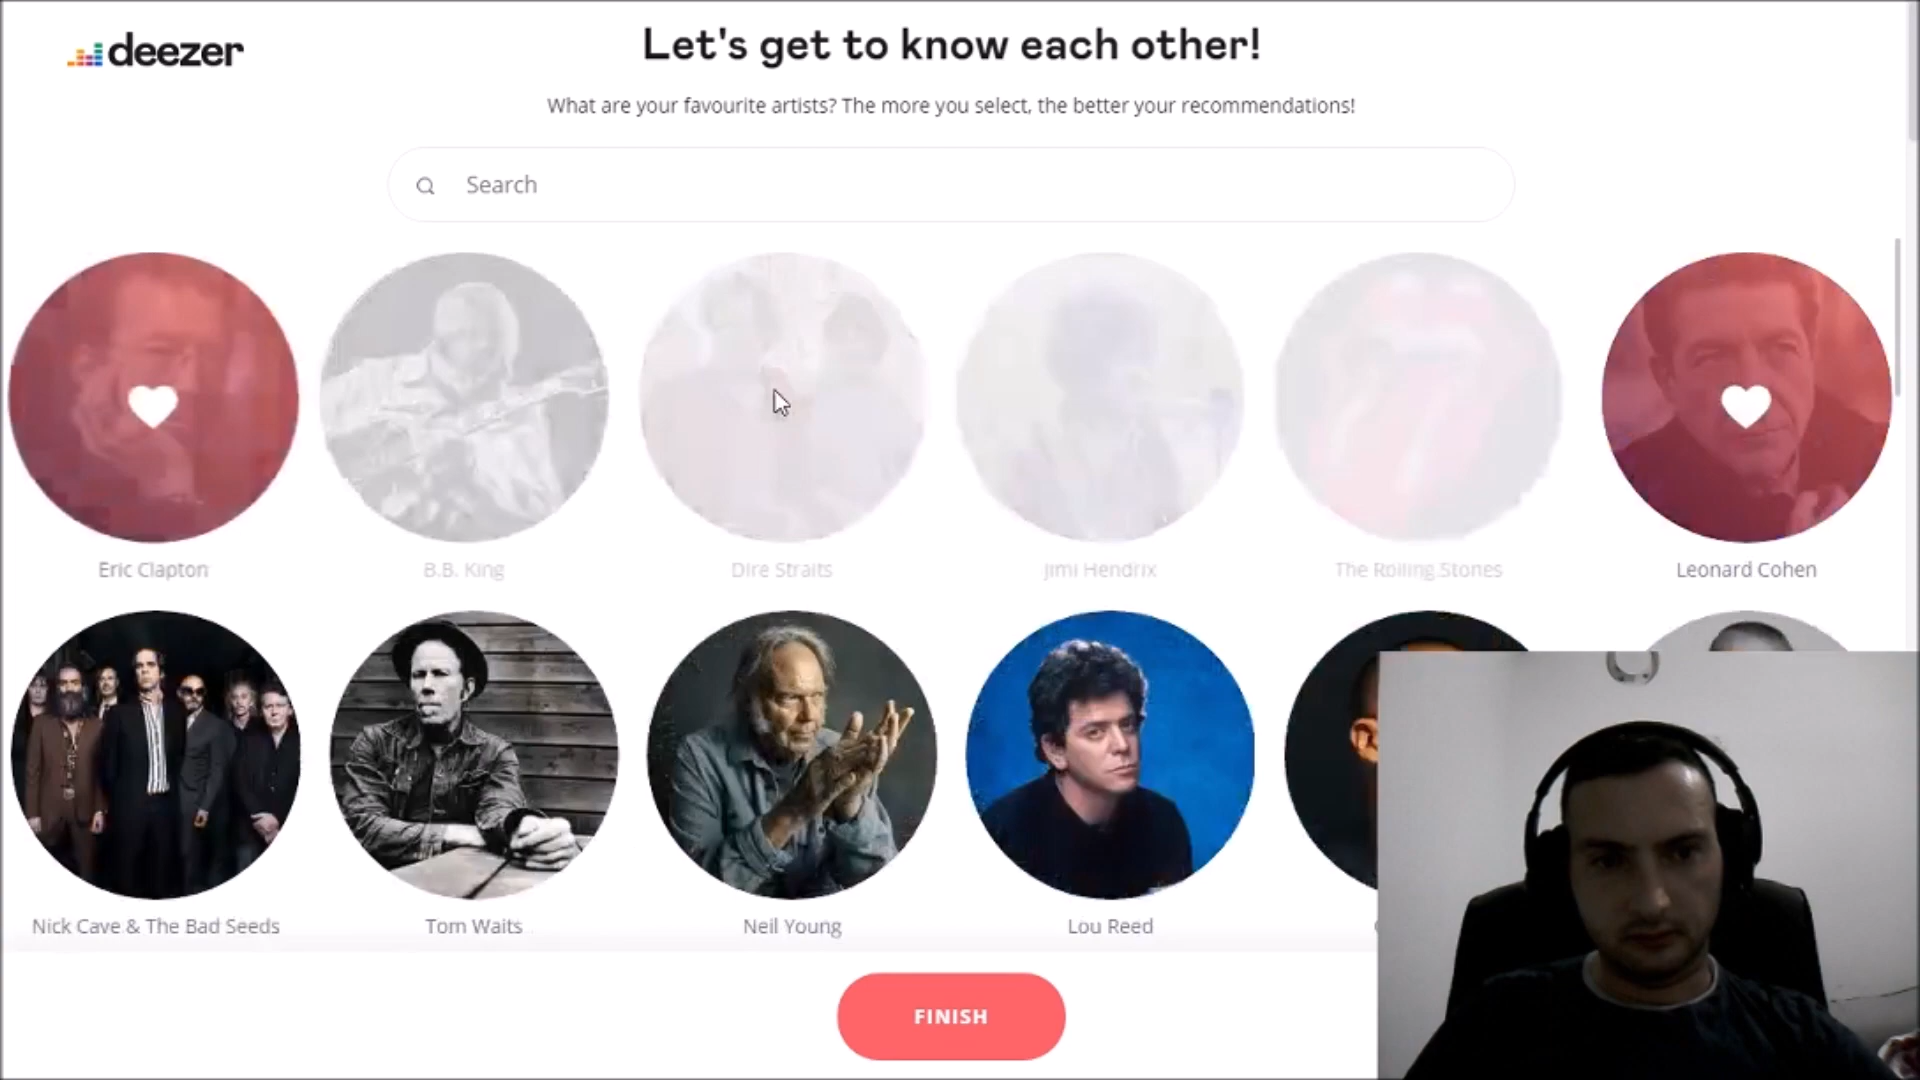 deezer
Let's get to know each other!
What are your favourite artists? The more you select, the better your recommendations!
Search
Eric Clapton
B.B. King
Dire Straits
Jimi Hendrix
The Rolling Stones
Leonard Cohen
Nick Cave & The Bad Seeds
Tom Waits
Neil Young
Lou Reed
FINISH